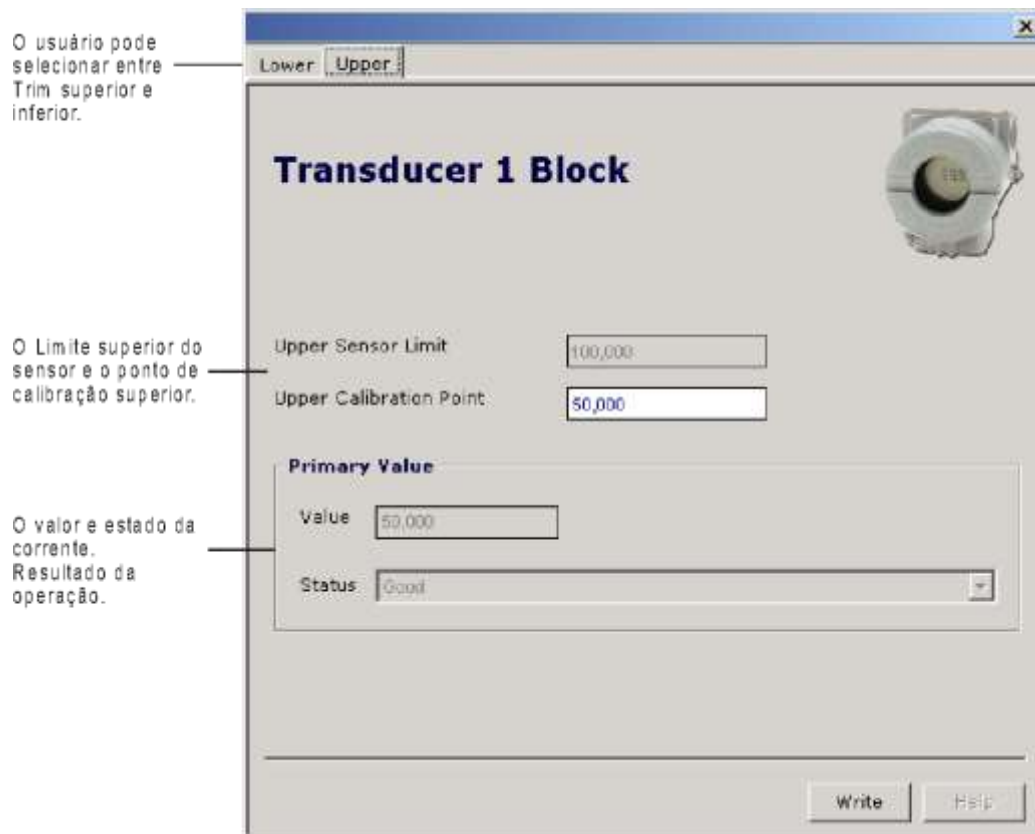 O usuário pode
selecionar entre
Trim superior e
inferior.
Lower Upper
Transducer 1 Block
O Limite superior do
sensor e o ponto de
calibração superior.
Upper Sensor Limit 100,000
Upper Calibration Point 50,000
Primary Value
O valor e estado da
corrente.
Resultado da
operação.
Value 50,000
Status Good
Write Help